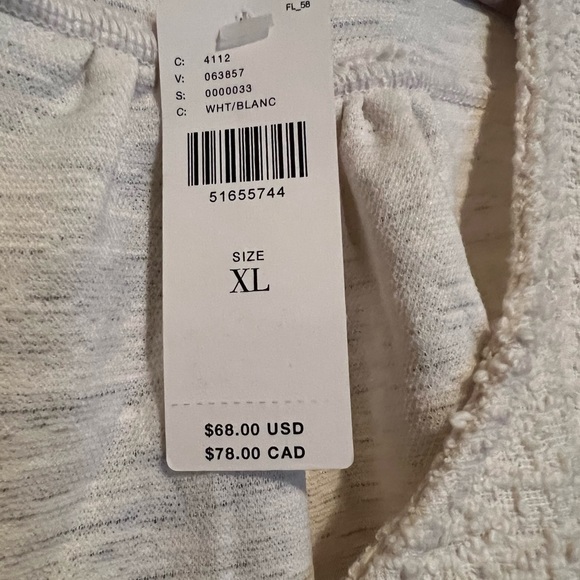 FL_58
C: 4112
V: 063857
S: 0000033
C: WHT/BLANC
51655744
SIZE
XL
$68.00 USD
$78.00 CAD